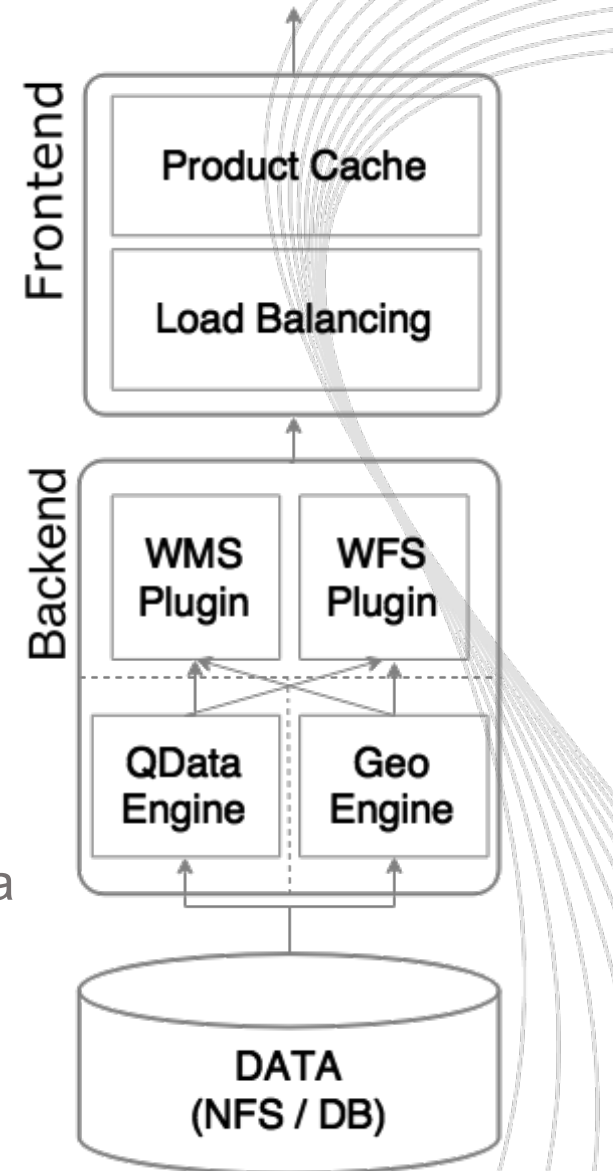 Frontend
Product Cache
Load Balancing
Backend
WMS
Plugin
WFS
Plugin
QData
Engine
Geo
Engine
a
DATA
(NFS / DB)